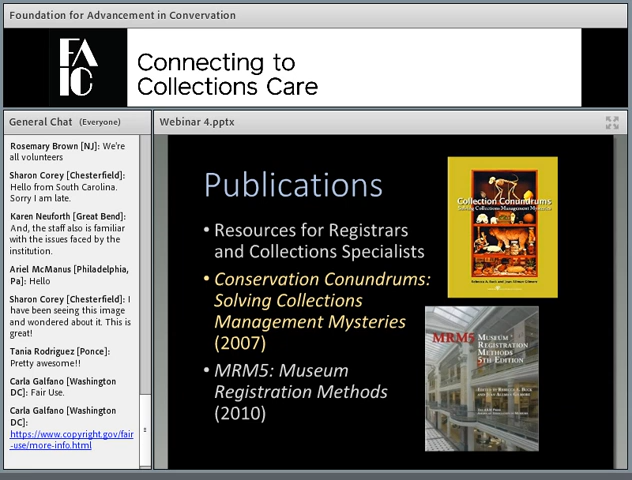 Foundation for Advancement in Convervation
FA
IC
Connecting to
Collections Care
General Chat (Everyone)
Rosemary Brown [NJ]: We're
all volunteers
Sharon Corey [Chesterfield]:
Hello from South Carolina.
Sorry I am late.
Karen Neuforth [Great Bend]:
And, the staff also is familiar
with the issues faced by the
institution.
Ariel McManus [Philadelphia,
Pa]: Hello
Sharon Corey [Chesterfield]: I
have been seeing this image
and wondered about it. This is
great!
Tania Rodriguez [Ponce]:
Pretty awesome!!
Carla Galfano [Washington
DC]: Fair Use.
Carla Galfano [Washington
DC]:
https://www.copyright.gov/fair
-use/more-info.html
Webinar 4.pptx
Publications
• Resources for Registrars
and Collections Specialists
• Conservation Conundrums:
Solving Collections
Management Mysteries
(2007)
• MRM5: Museum
Registration Methods
(2010)
Collection Conundrums
Solving Collections Management Mysteries
MRM5 Museum
Registration
Methods
5th Edition